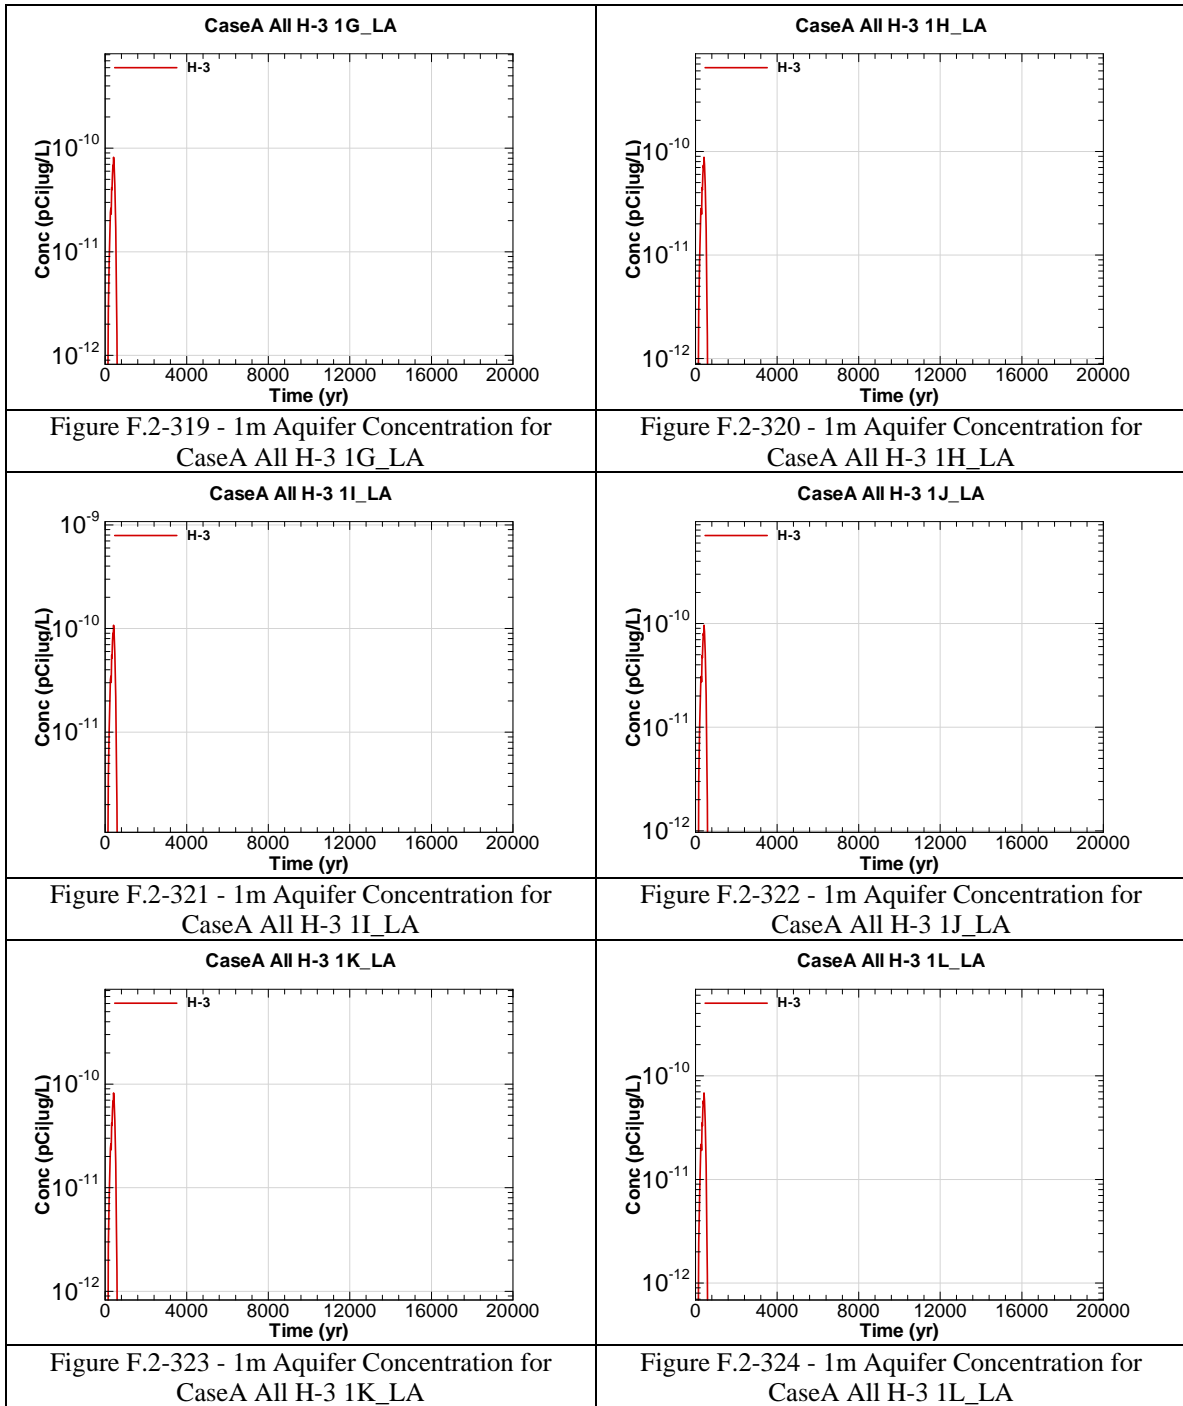 CaseA All H-3 1G_LA
H-3
Conc (pCi|ug/L)
10-10
10-11
10-12
0 4000 8000 12000 16000 20000
Time (yr)
Figure F.2-319 - 1m Aquifer Concentration for
CaseA All H-3 1G_LA
CaseA All H-3 1H_LA
H-3
Conc (pCi|ug/L)
10-10
10-11
10-12
0 4000 8000 12000 16000 20000
Time (yr)
Figure F.2-320 - 1m Aquifer Concentration for
CaseA All H-3 1H_LA
CaseA All H-3 1I_LA
H-3
Conc (pCi|ug/L)
10-9
10-10
10-11
0 4000 8000 12000 16000 20000
Time (yr)
Figure F.2-321 - 1m Aquifer Concentration for
CaseA All H-3 1I_LA
CaseA All H-3 1J_LA
H-3
Conc (pCi|ug/L)
10-10
10-11
10-12
0 4000 8000 12000 16000 20000
Time (yr)
Figure F.2-322 - 1m Aquifer Concentration for
CaseA All H-3 1J_LA
CaseA All H-3 1K_LA
H-3
Conc (pCi|ug/L)
10-10
10-11
10-12
0 4000 8000 12000 16000 20000
Time (yr)
Figure F.2-323 - 1m Aquifer Concentration for
CaseA All H-3 1K_LA
CaseA All H-3 1L_LA
H-3
Conc (pCi|ug/L)
10-10
10-11
10-12
0 4000 8000 12000 16000 20000
Time (yr)
Figure F.2-324 - 1m Aquifer Concentration for
CaseA All H-3 1L_LA